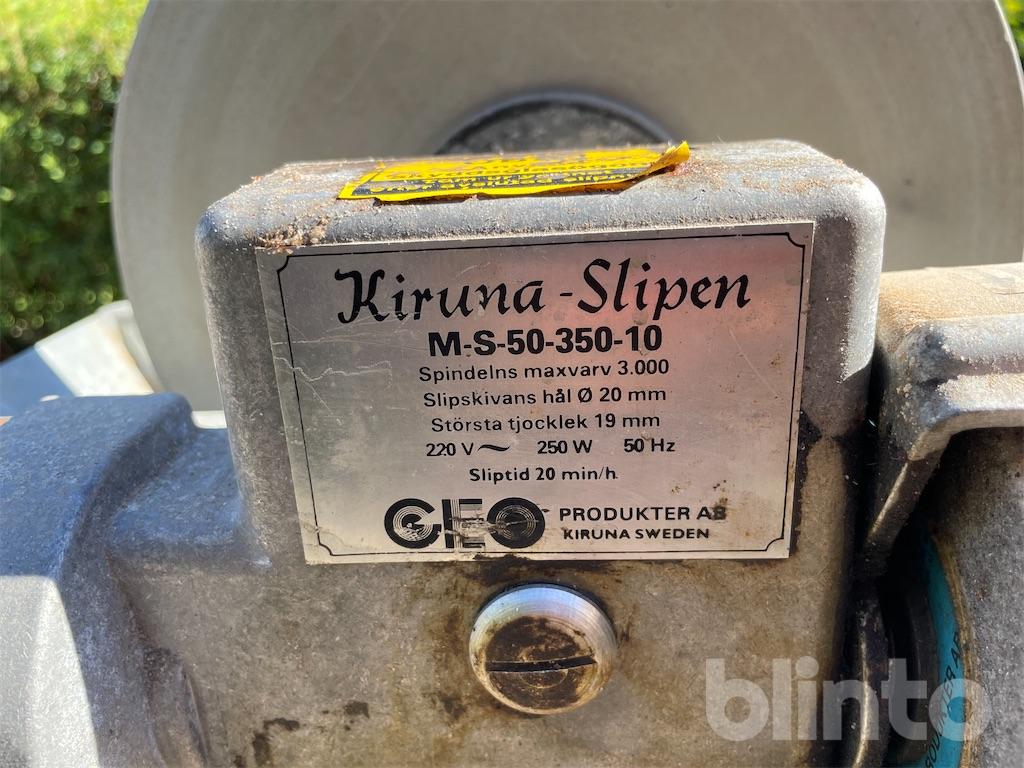 Kiruna-Slipen
M-S-50-350-10
Spindelns maxvarv 3.000
Slipskivans hål Ø 20 mm
Största tjocklek 19 mm
220 V ~ 250 W 50 Hz
Sliptid 20 min/h
GEO PRODUKTER AB
KIRUNA SWEDEN
blinto